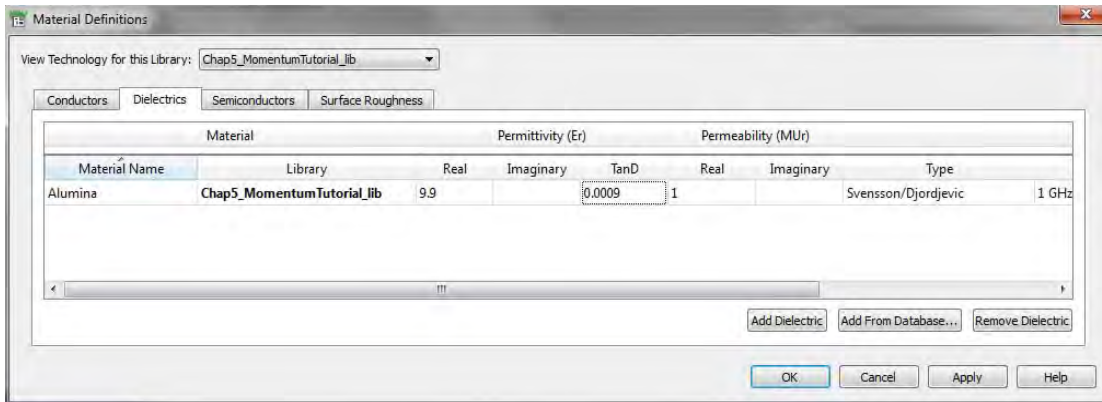 Material Definitions
View Technology for this Library: Chap5_MomentumTutorial_lib
Conductors Dielectrics Semiconductors Surface Roughness
Material Permittivity (Er) Permeability (MUr)
Material Name Library Real Imaginary TanD Real Imaginary Type
Alumina Chap5_MomentumTutorial_lib 9.9 0.0009 1 Svensson/Djordjevic 1 GHz
Add Dielectric Add From Database... Remove Dielectric
OK Cancel Apply Help